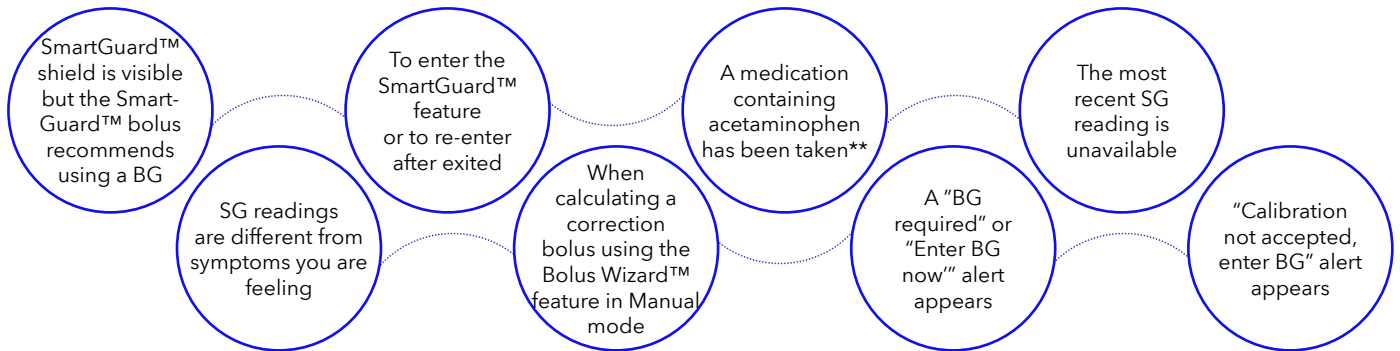 SmartGuard™
shield is visible
but the Smart-
Guard™ bolus
recommends
using a BG
SG readings
are different from
symptoms you are
feeling
To enter the
SmartGuard™
feature
or to re-enter
after exited
When
calculating a
correction
bolus using the
Bolus Wizard™
feature in Manual
mode
A medication
containing
acetaminophen
has been taken**
A "BG
required" or
"Enter BG
now'" alert
appears
The most
recent SG
reading is
unavailable
"Calibration
not accepted,
enter BG" alert
appears